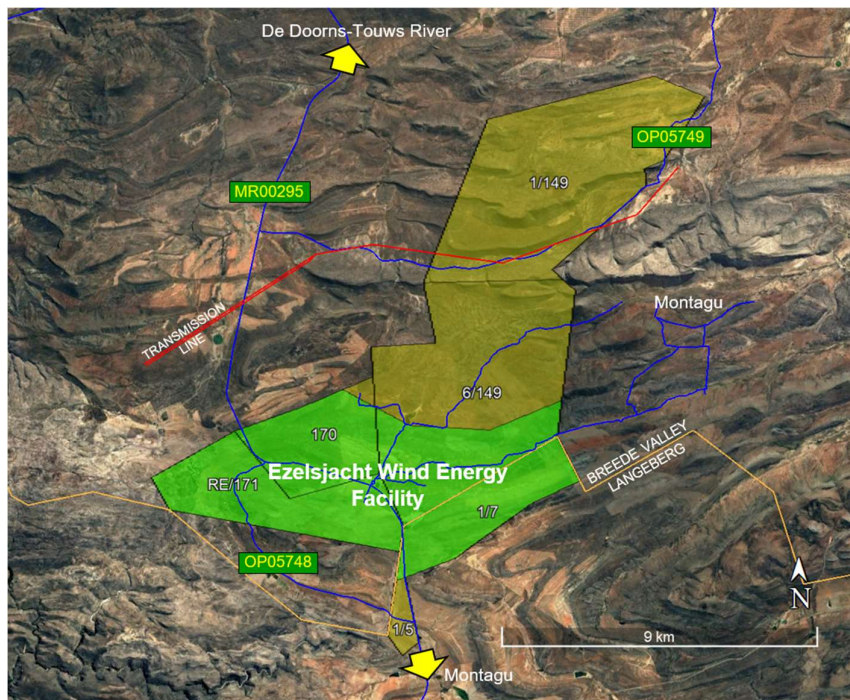 De Doorns-Touws River
OP05749
1/149
MR00295
Montagu
TRANSMISSION
LINE
6/149
170
BREEDE VALLEY
LANGEBERG
Ezelsjacht Wind Energy
Facility
RE/171
1/7
OP05748
N
1/5
9 km
Montagu